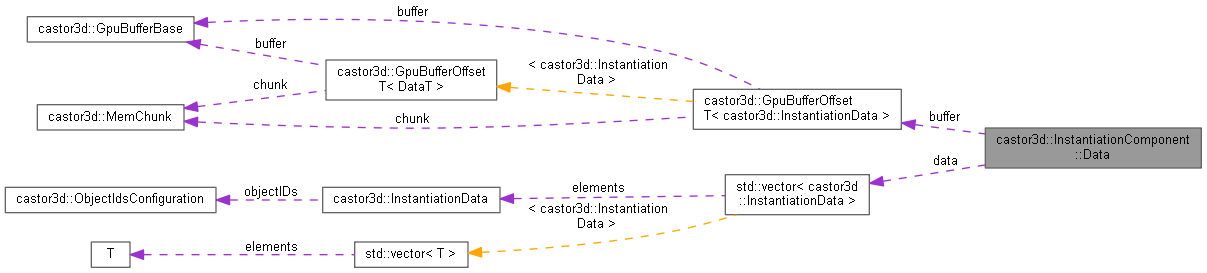 buffer
castor3d::GpuBufferBase
buffer
< castor3d::Instantiation
Data >
castor3d::GpuBufferOffset
T< DataT >
chunk
castor3d::GpuBufferOffset
T< castor3d::InstantiationData >
castor3d::MemChunk
chunk
buffer
castor3d::InstantiationComponent
::Data
data
elements
std::vector< castor3d
::InstantiationData >
objectIDs
castor3d::ObjectIdsConfiguration
castor3d::InstantiationData
< castor3d::Instantiation
Data >
elements
T
std::vector< T >